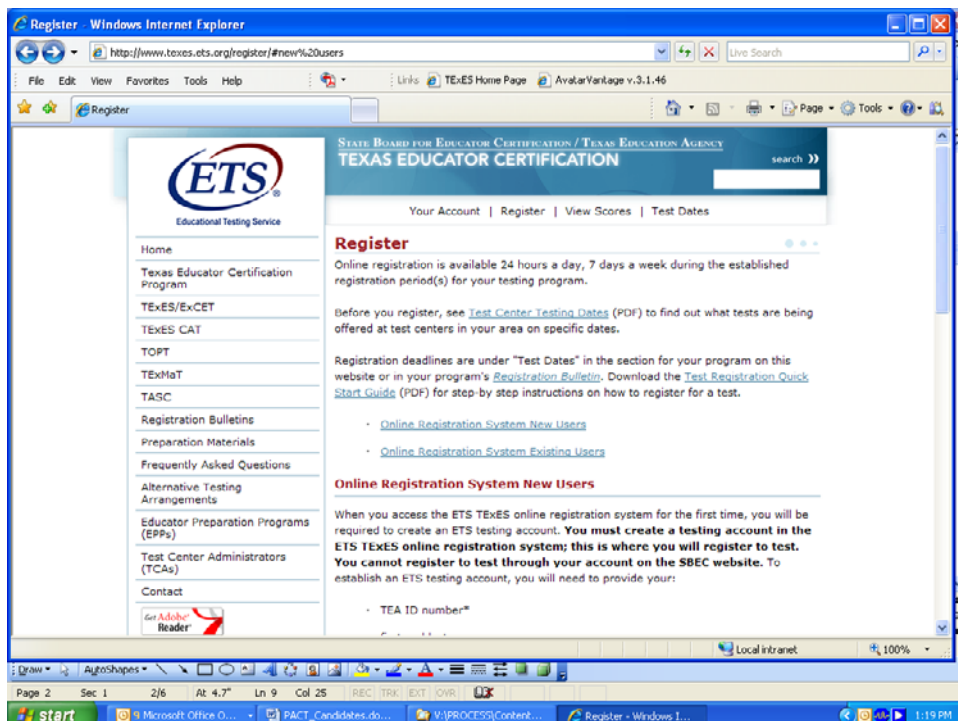 Register - Windows Internet Explorer
http://www.texes.ets.org/register/#new%20users
Live Search
File Edit View Favorites Tools Help
Links TExES Home Page AvatarVantage v.3.1.46
Register
Page Tools
ETS
Educational Testing Service
STATE BOARD FOR EDUCATOR CERTIFICATION / TEXAS EDUCATION AGENCY
TEXAS EDUCATOR CERTIFICATION
search
Your Account | Register | View Scores | Test Dates
Home
Texas Educator Certification
Program
TExES/ExCET
TExES CAT
TOPT
TExMaT
TASC
Registration Bulletins
Preparation Materials
Frequently Asked Questions
Alternative Testing
Arrangements
Educator Preparation Programs
(EPPs)
Test Center Administrators
(TCAs)
Contact
Get Adobe
Reader
Register
Online registration is available 24 hours a day, 7 days a week during the established
registration period(s) for your testing program.
Before you register, see Test Center Testing Dates (PDF) to find out what tests are being
offered at test centers in your area on specific dates.
Registration deadlines are under "Test Dates" in the section for your program on this
website or in your program's Registration Bulletin. Download the Test Registration Quick
Start Guide (PDF) for step-by step instructions on how to register for a test.
· Online Registration System New Users
· Online Registration System Existing Users
Online Registration System New Users
When you access the ETS TExES online registration system for the first time, you will be
required to create an ETS testing account. You must create a testing account in the
ETS TExES online registration system; this is where you will register to test.
You cannot register to test through your account on the SBEC website. To
establish an ETS testing account, you will need to provide your:
· TEA ID number*
Local intranet 100%
Draw AutoShapes
Page 2 Sec 1 2/6 At 4.7" Ln 9 Col 25 REC TRK EXT OVR
start 9 Microsoft Office O... PACT_Candidates.do... V:\PROCESS\Content... Register - Windows I... 1:19 PM